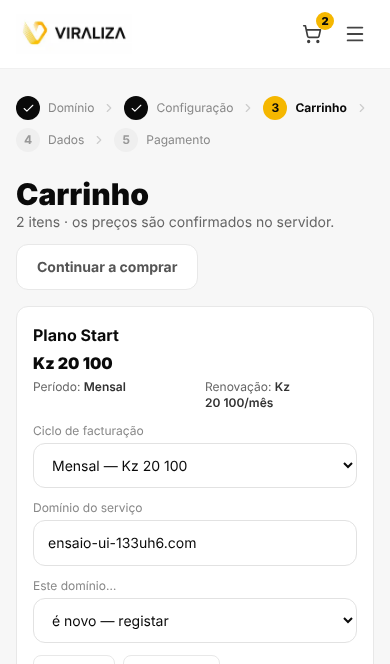 VIRALIZA
2
Domínio
Configuração
3 Carrinho
4 Dados
5 Pagamento
Carrinho
2 itens · os preços são confirmados no servidor.
Continuar a comprar
Plano Start
Kz 20 100
Período: Mensal
Renovação: Kz
20 100/mês
Ciclo de facturação
Mensal — Kz 20 100
Domínio do serviço
ensaio-ui-133uh6.com
Este domínio...
é novo — registar